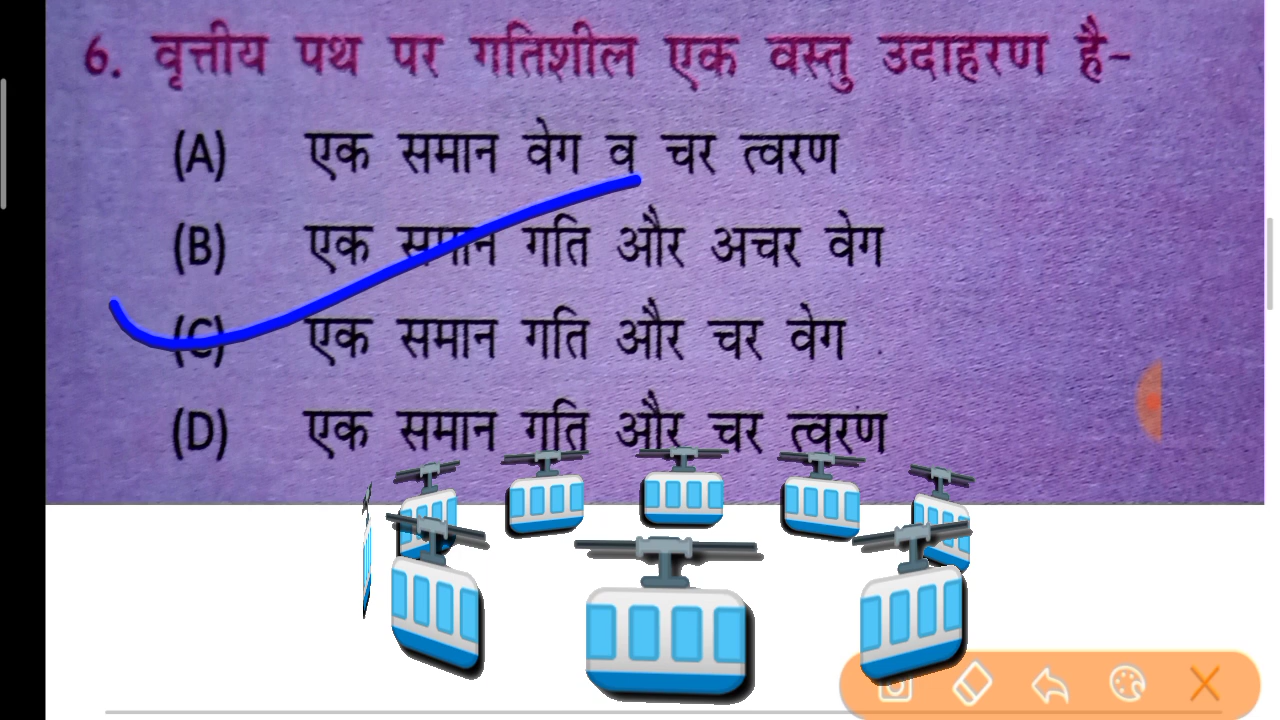 6. वृत्तीय पथ पर गतिशील एक वस्तु उदाहरण है-
(A) एक समान वेग व चर त्वरण
(B) एक समान गति और अचर वेग
(C) एक समान गति और चर वेग
(D) एक समान गति और चर त्वरण